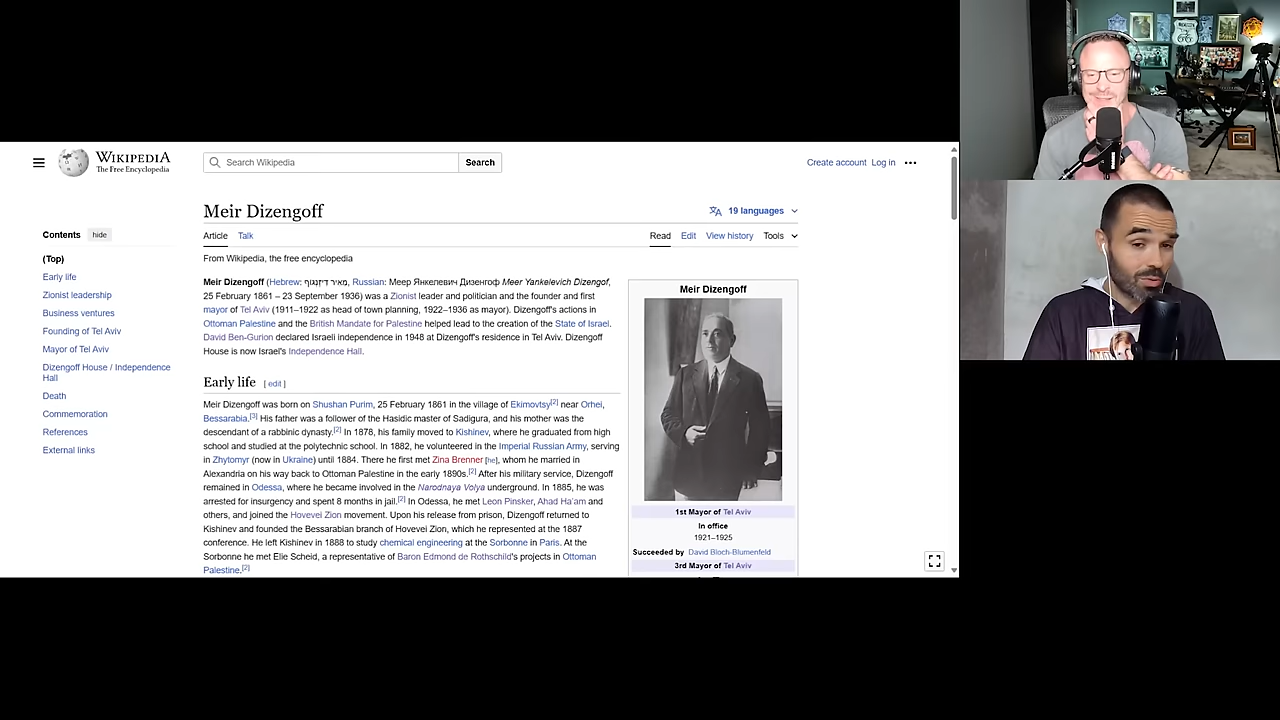 WIKIPEDIA
The Free Encyclopedia
Search Wikipedia
Search
Create account Log in
Meir Dizengoff
19 languages
Contents hide
Article Talk
Read Edit View history Tools
(Top)
From Wikipedia, the free encyclopedia
Early life
Zionist leadership
Business ventures
Founding of Tel Aviv
Mayor of Tel Aviv
Dizengoff House / Independence
Hall
Death
Commemoration
References
External links
Meir Dizengoff (Hebrew: מאיר דיזנגוף, Russian: Меер Янкелевич Дизенгоф Meer Yankelevich Dizengof,
25 February 1861 – 23 September 1936) was a Zionist leader and politician and the founder and first
mayor of Tel Aviv (1911–1922 as head of town planning, 1922–1936 as mayor). Dizengoff's actions in
Ottoman Palestine and the British Mandate for Palestine helped lead to the creation of the State of Israel.
David Ben-Gurion declared Israeli independence in 1948 at Dizengoff's residence in Tel Aviv. Dizengoff
House is now Israel's Independence Hall.
Early life [ edit ]
Meir Dizengoff was born on Shushan Purim, 25 February 1861 in the village of Ekimovtsy[2] near Orhei,
Bessarabia.[3] His father was a follower of the Hasidic master of Sadigura, and his mother was the
descendant of a rabbinic dynasty.[2] In 1878, his family moved to Kishinev, where he graduated from high
school and studied at the polytechnic school. In 1882, he volunteered in the Imperial Russian Army, serving
in Zhytomyr (now in Ukraine) until 1884. There he first met Zina Brenner [he], whom he married in
Alexandria on his way back to Ottoman Palestine in the early 1890s.[2] After his military service, Dizengoff
remained in Odessa, where he became involved in the Narodnaya Volya underground. In 1885, he was
arrested for insurgency and spent 8 months in jail.[2] In Odessa, he met Leon Pinsker, Ahad Ha'am and
others, and joined the Hovevei Zion movement. Upon his release from prison, Dizengoff returned to
Kishinev and founded the Bessarabian branch of Hovevei Zion, which he represented at the 1887
conference. He left Kishinev in 1888 to study chemical engineering at the Sorbonne in Paris. At the
Sorbonne he met Elie Scheid, a representative of Baron Edmond de Rothschild's projects in Ottoman
Palestine.[2]
Meir Dizengoff
1st Mayor of Tel Aviv
In office
1921–1925
Succeeded by David Bloch-Blumenfeld
3rd Mayor of Tel Aviv